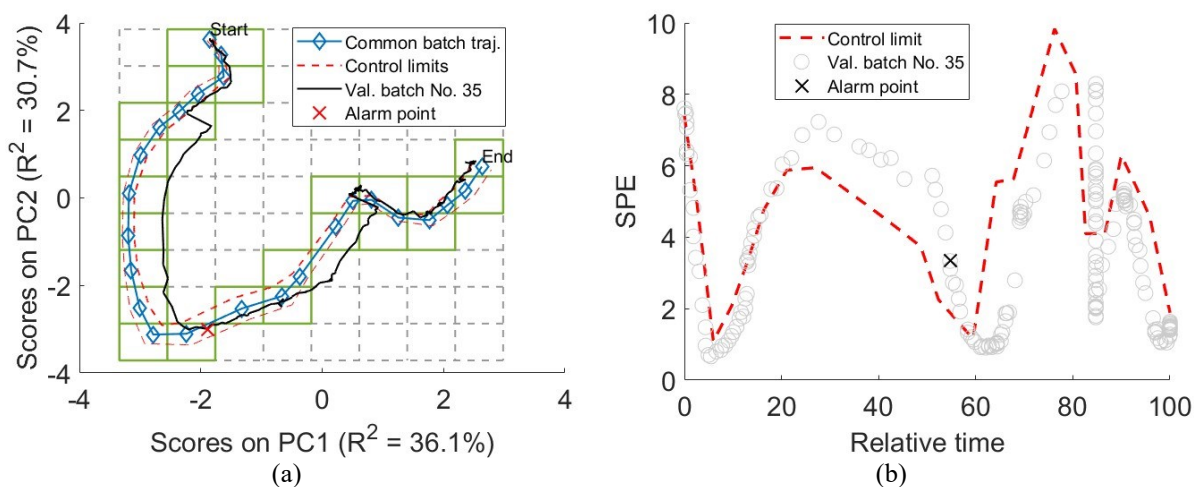 Start
Common batch traj.
Control limits
Val. batch No. 35
Alarm point
End
4
2
0
-2
-4
-4
-2
0
2
4
Scores on PC2 (R² = 30.7%)
Scores on PC1 (R² = 36.1%)
(a)
Control limit
Val. batch No. 35
Alarm point
10
8
6
4
2
0
0
20
40
60
80
100
SPE
Relative time
(b)